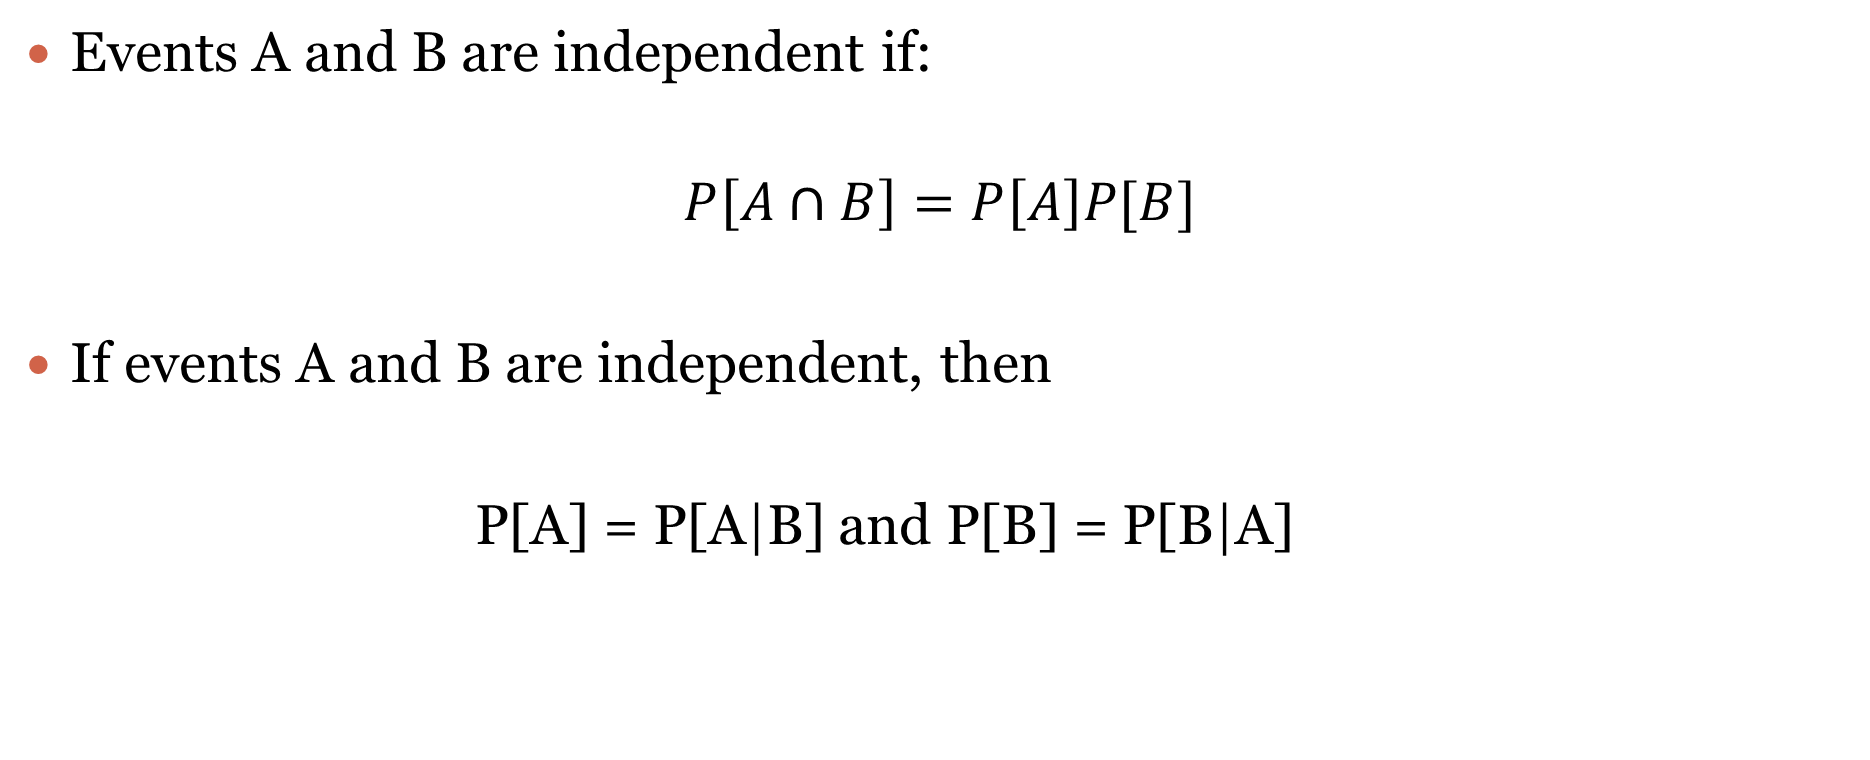 • Events A and B are independent if:
P[A ∩ B] = P[A]P[B]
• If events A and B are independent, then
P[A] = P[A|B] and P[B] = P[B|A]